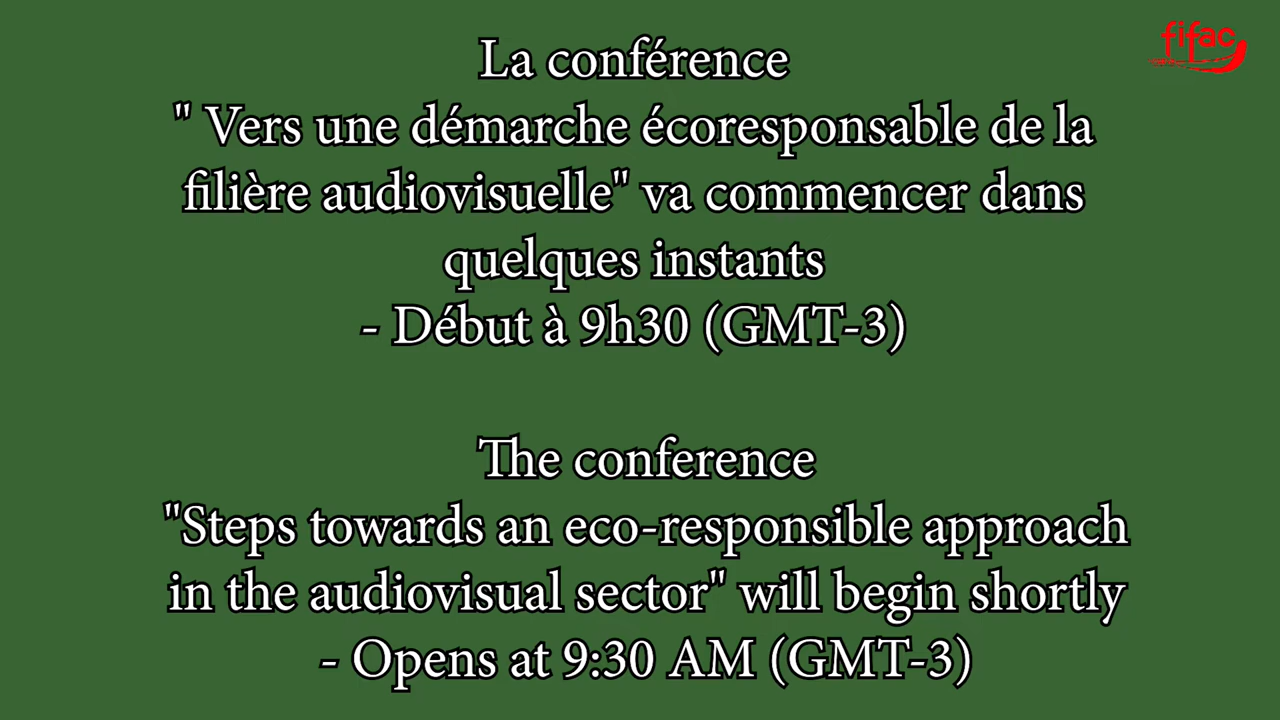 fifac
La conférence
" Vers une démarche écoresponsable de la
filière audiovisuelle" va commencer dans
quelques instants
- Début à 9h30 (GMT-3)
The conference
"Steps towards an eco-responsible approach
in the audiovisual sector" will begin shortly
- Opens at 9:30 AM (GMT-3)